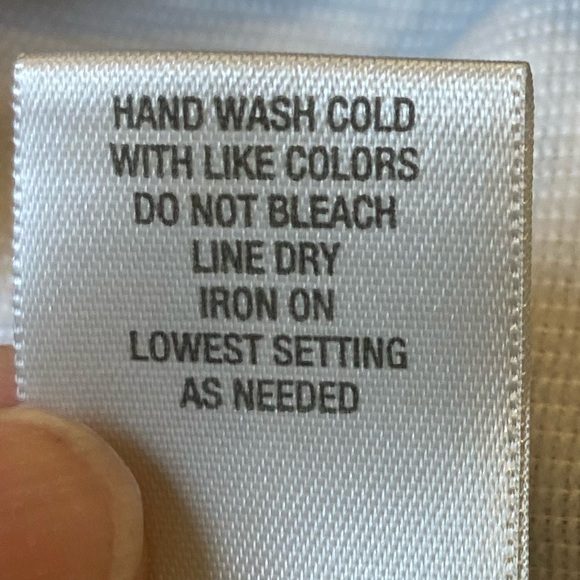 HAND WASH COLD
WITH LIKE COLORS
DO NOT BLEACH
LINE DRY
IRON ON
LOWEST SETTING
AS NEEDED